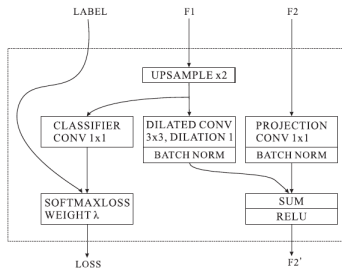 LABEL F1 F2
UPSAMPLE x2
CLASSIFIER
CONV 1x1
DILATED CONV
3x3, DILATION 1
BATCH NORM
PROJECTION
CONV 1x1
BATCH NORM
SOFTMAXLOSS
WEIGHT λ
SUM
RELU
LOSS F2'